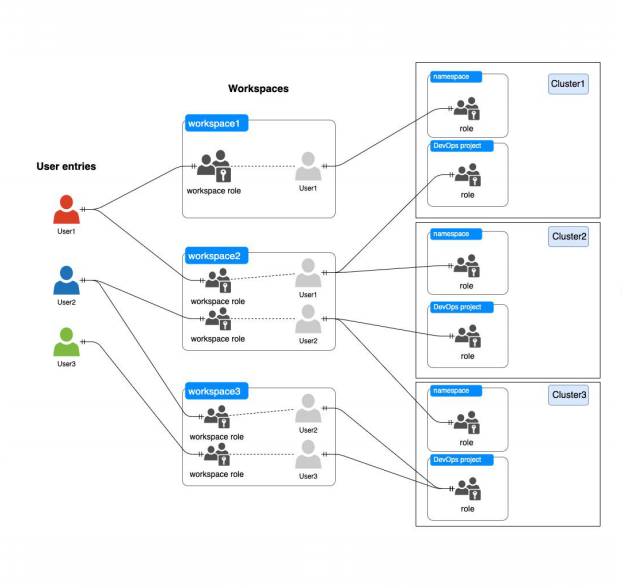 Workspaces
User entries
User1
User2
User3
workspace1
workspace role
User1
workspace2
workspace role
User1
workspace role
User2
workspace3
workspace role
User2
workspace role
User3
Cluster1
namespace
role
DevOps project
role
Cluster2
namespace
role
DevOps project
role
Cluster3
namespace
role
DevOps project
role